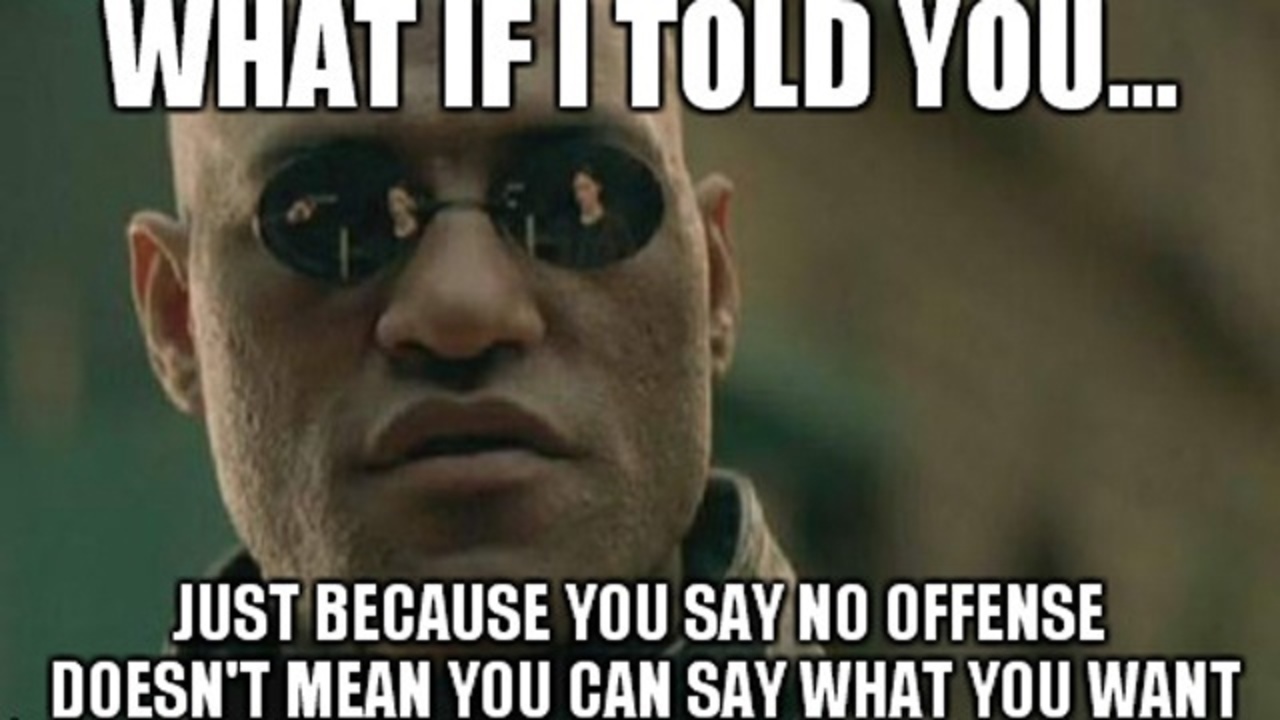 WHAT IF I TOLD YOU...
JUST BECAUSE YOU SAY NO OFFENSE
DOESN'T MEAN YOU CAN SAY WHAT YOU WANT